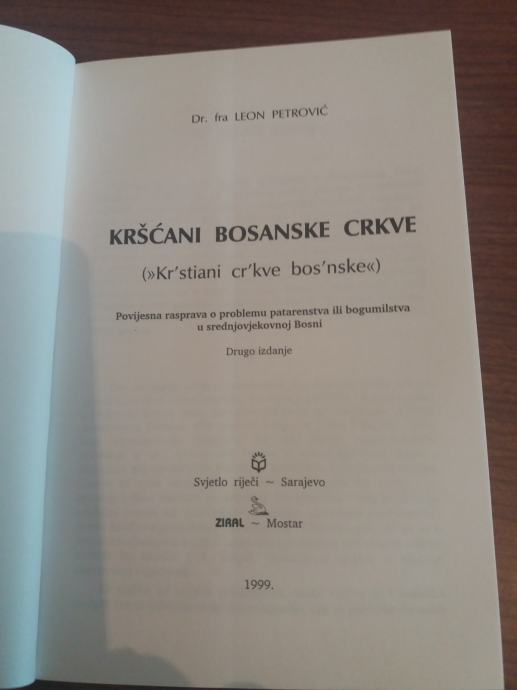 Dr. fra LEON PETROVIĆ
KRŠĆANI BOSANSKE CRKVE
(»Kr'stiani cr'kve bos'nske«)
Povijesna rasprava o problemu patarenstva ili bogumilstva
u srednjovjekovnoj Bosni
Drugo izdanje
Svjetlo riječi ~ Sarajevo
ZIRAL ~ Mostar
1999.